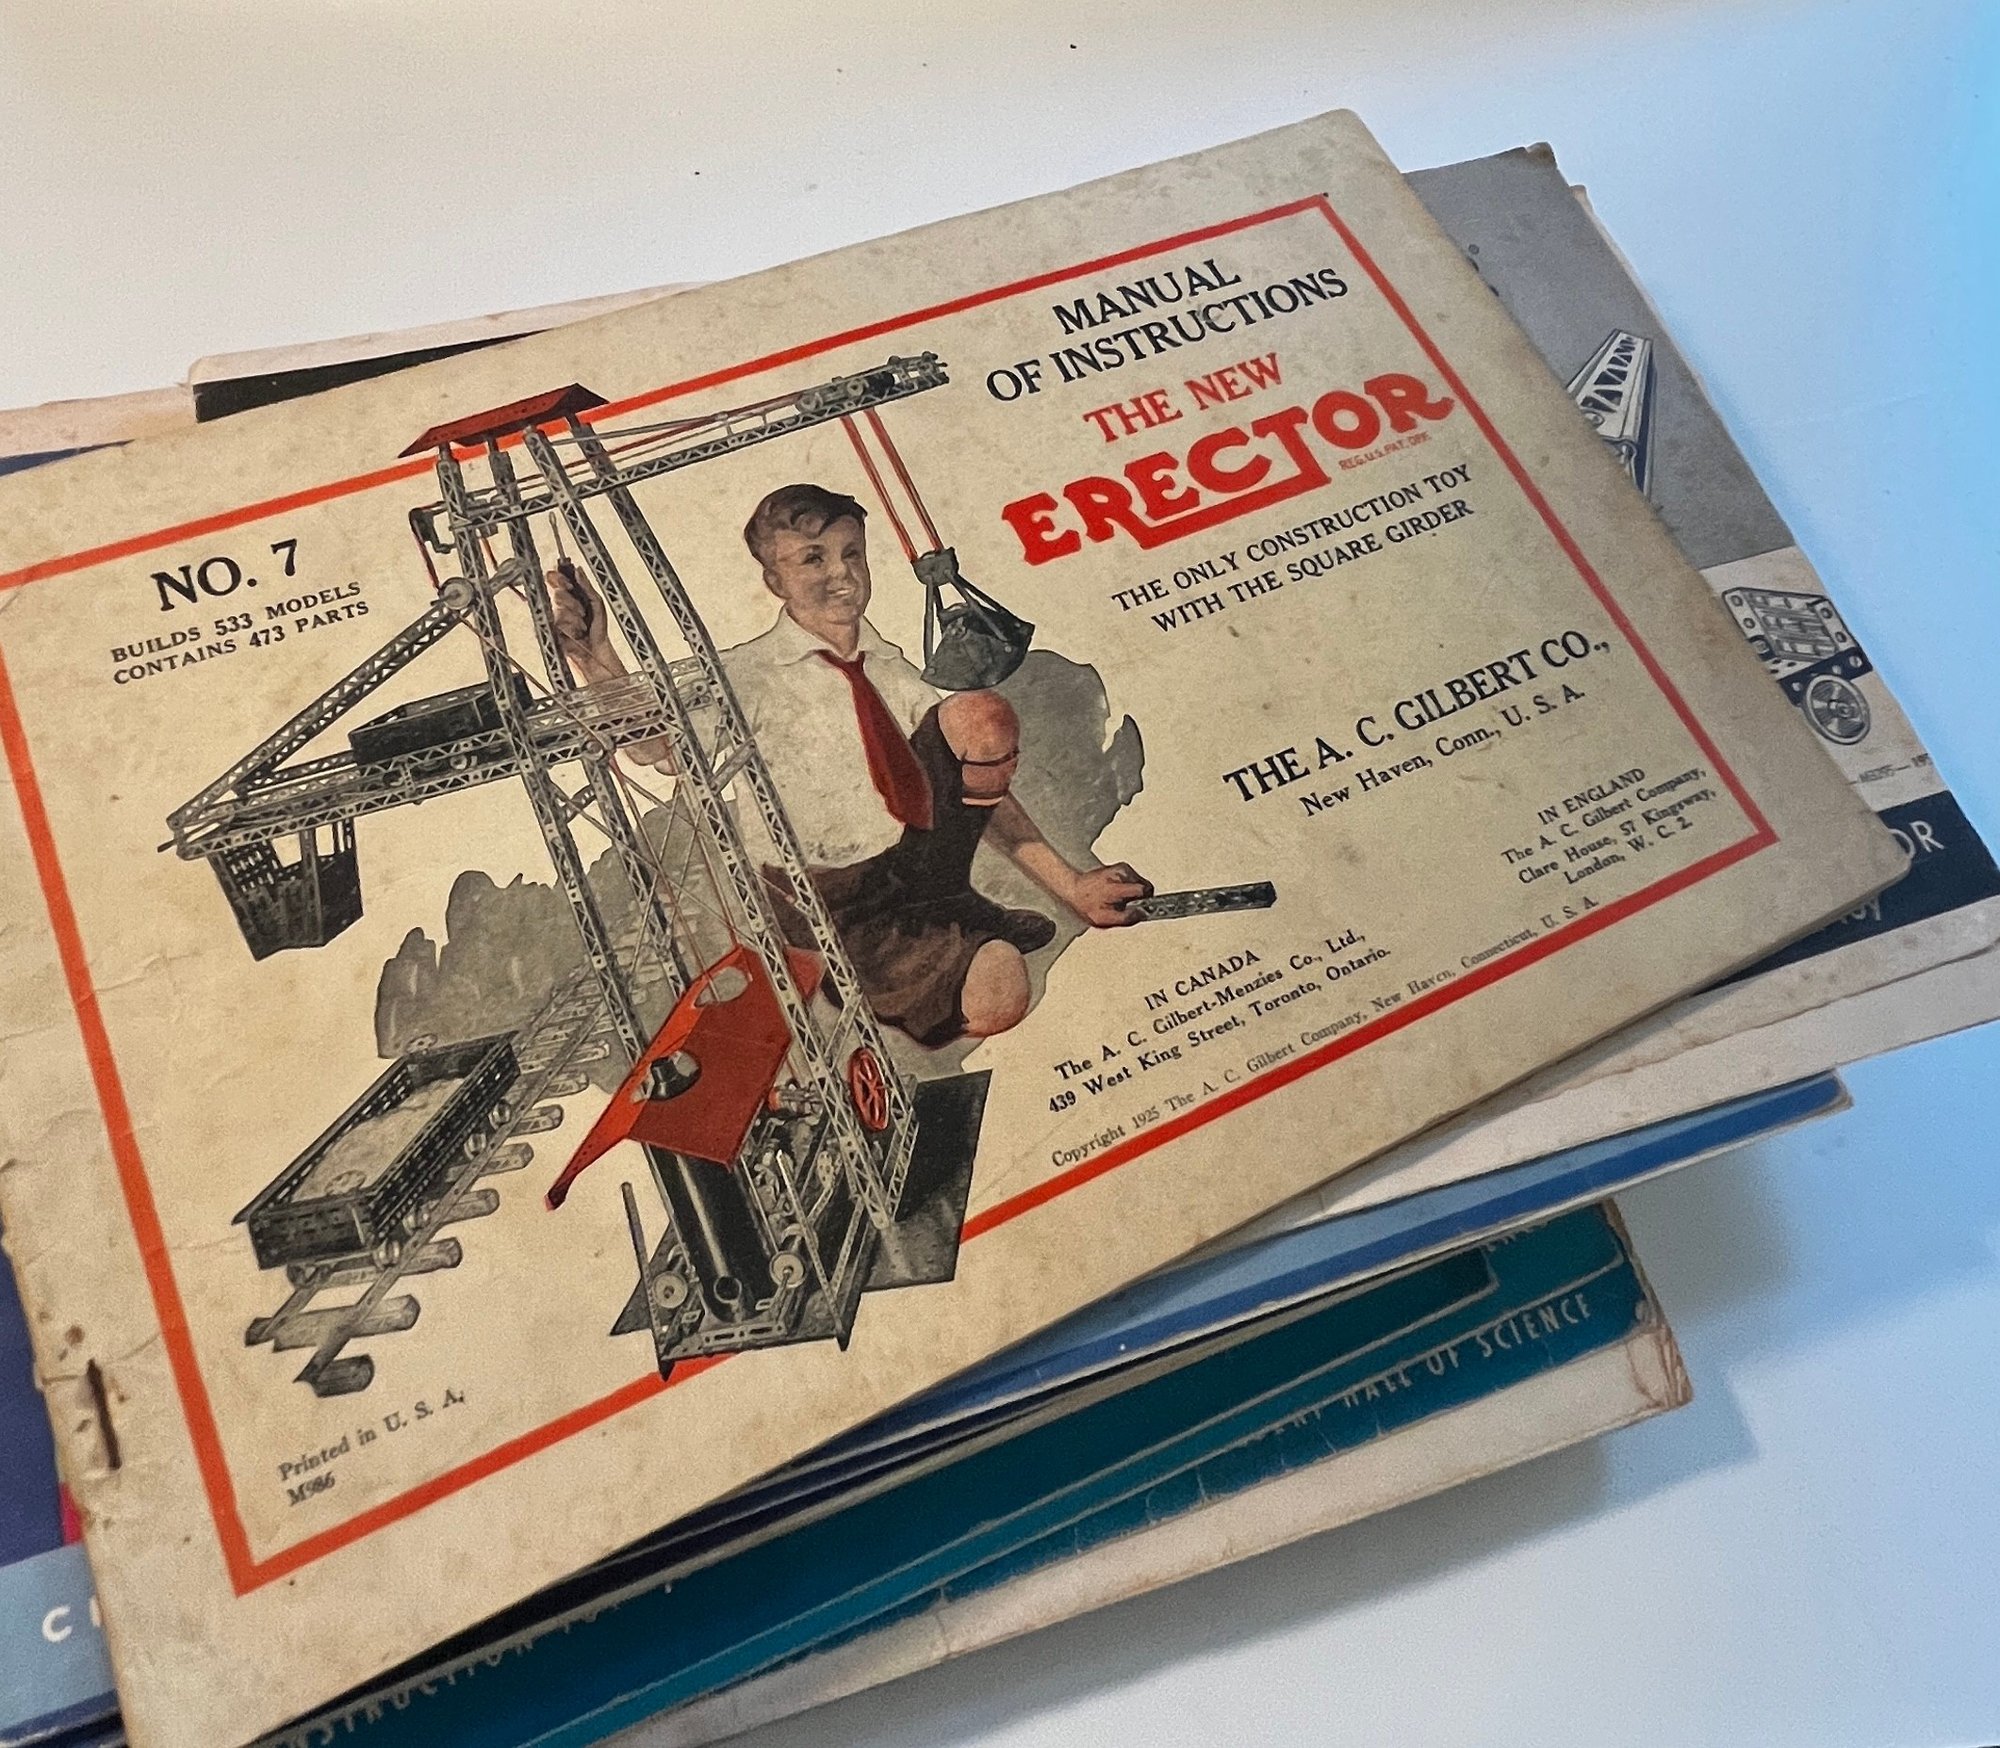 MANUAL
OF INSTRUCTIONS
THE NEW
ERECTOR
REG. U.S. PAT. OFF.
THE ONLY CONSTRUCTION TOY
WITH THE SQUARE GIRDER
NO. 7
BUILDS 533 MODELS
CONTAINS 473 PARTS
THE A. C. GILBERT CO.,
New Haven, Conn., U. S. A.
IN ENGLAND
The A. C. Gilbert Company,
Clare House, 57 Kingsway,
London, W. C. 2.
IN CANADA
The A. C. Gilbert-Menzies Co., Ltd.,
439 West King Street, Toronto, Ontario.
Copyright 1925 The A. C. Gilbert Company, New Haven, Connecticut, U. S. A.
Printed in U. S. A.
M986
OR
HALL OF SCIENCE
C